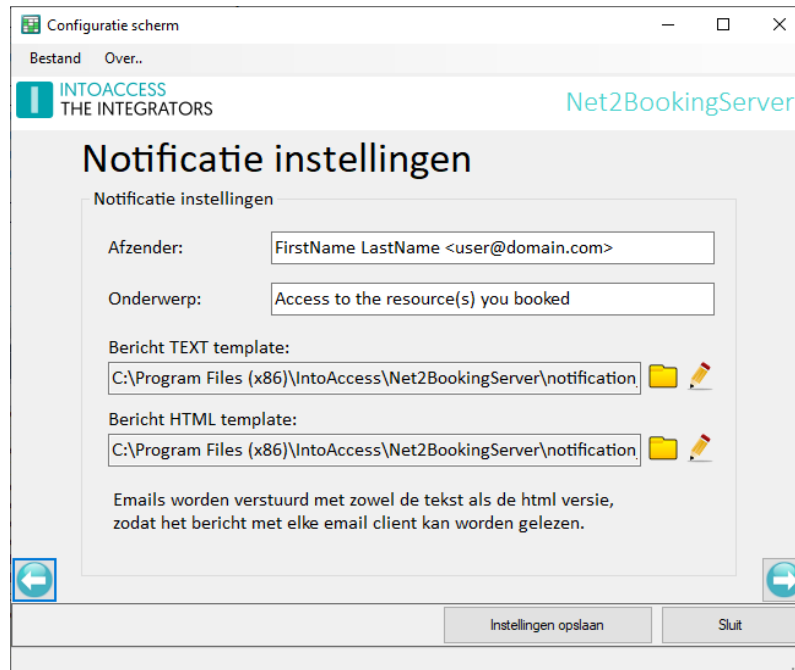 Configuratie scherm
Bestand Over..
INTOACCESS
THE INTEGRATORS
Net2BookingServer
Notificatie instellingen
Notificatie instellingen
Afzender: FirstName LastName <user@domain.com>
Onderwerp: Access to the resource(s) you booked
Bericht TEXT template:
C:\Program Files (x86)\IntoAccess\Net2BookingServer\notification_
Bericht HTML template:
C:\Program Files (x86)\IntoAccess\Net2BookingServer\notification_
Emails worden verstuurd met zowel de tekst als de html versie,
zodat het bericht met elke email client kan worden gelezen.
Instellingen opslaan Sluit